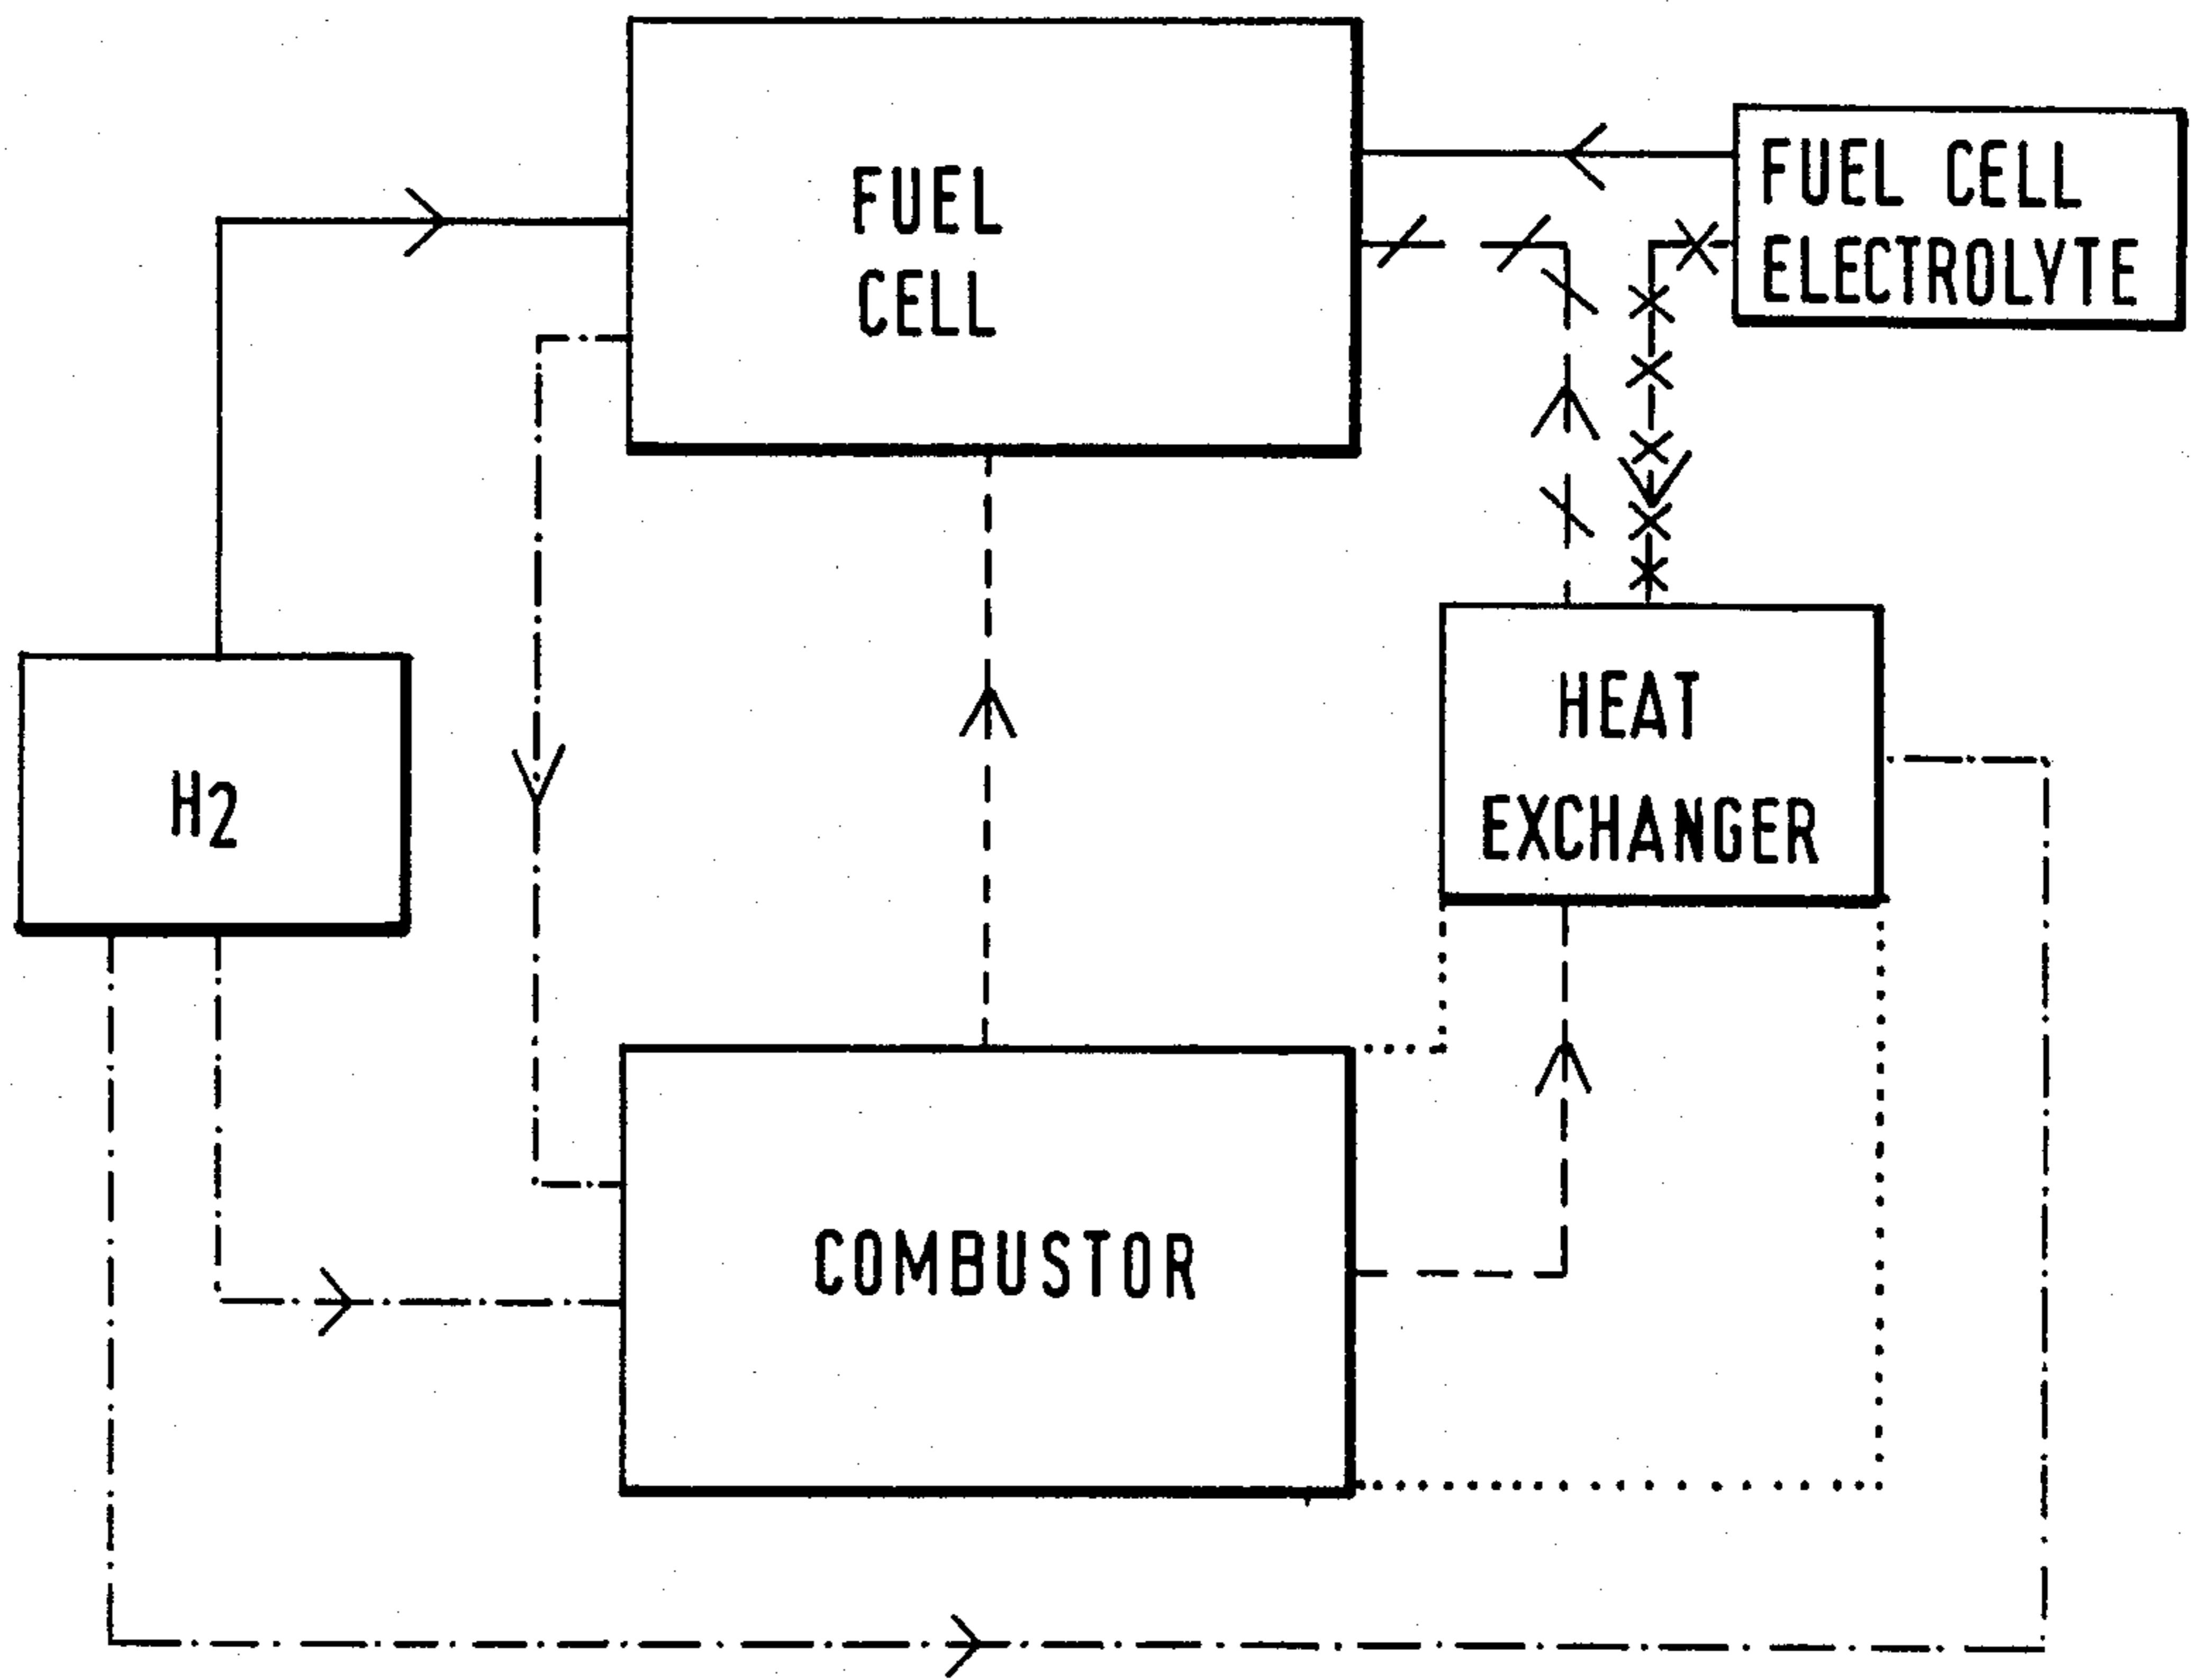 FUEL
CELL
FUEL CELL
ELECTROLYTE
H2
HEAT
EXCHANGER
COMBUSTOR